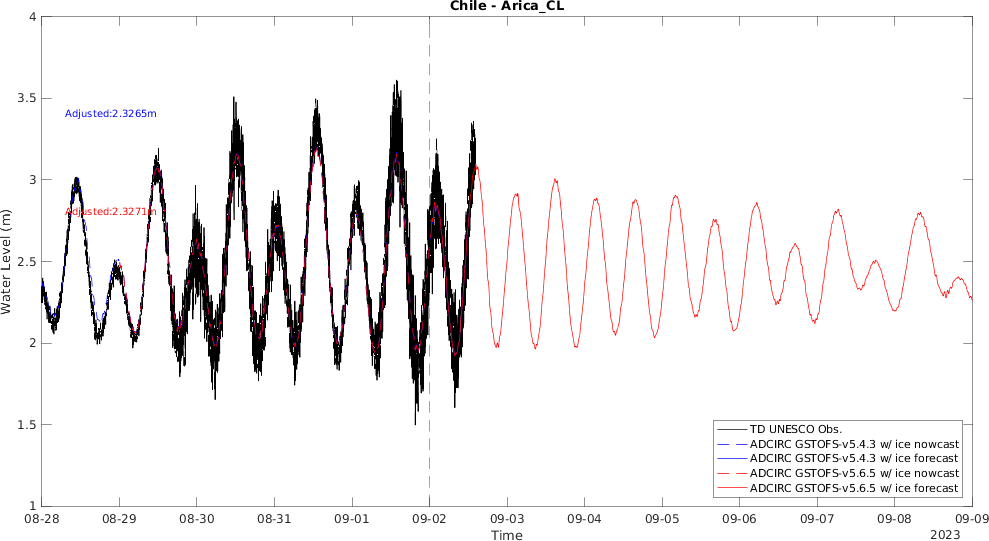 Chile - Arica_CL
4
3.5
3
2.5
2
1.5
1
Water Level (m)
Adjusted:2.3265m
Adjusted:2.3271m
TD UNESCO Obs.
ADCIRC GSTOFS-v5.4.3 w/ ice nowcast
ADCIRC GSTOFS-v5.4.3 w/ ice forecast
ADCIRC GSTOFS-v5.6.5 w/ ice nowcast
ADCIRC GSTOFS-v5.6.5 w/ ice forecast
08-28 08-29 08-30 08-31 09-01 09-02 09-03 09-04 09-05 09-06 09-07 09-08 09-09
Time
2023